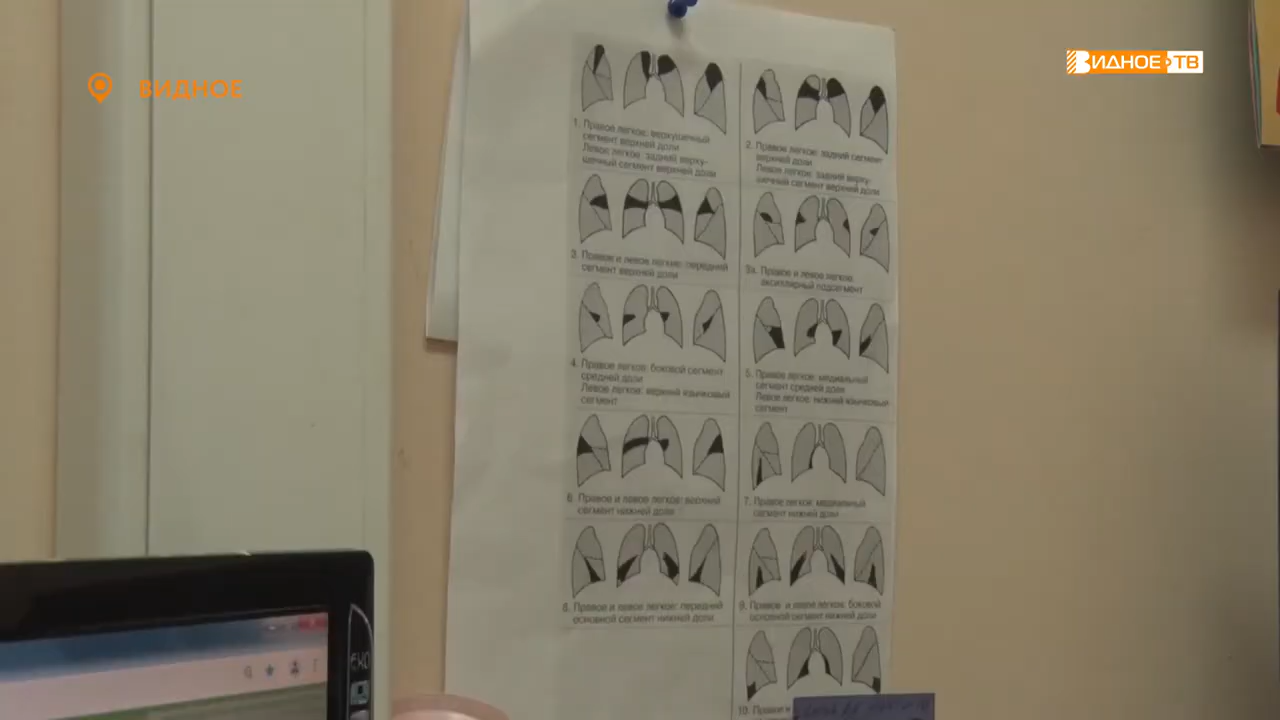 ВИДНОЕ
ВИДНОЕ ТВ
1. Правое легкое: верхушечный
сегмент верхней доли
Левое легкое: задний верху-
шечный сегмент верхней доли
2. Правое легкое: задний сегмент
верхней доли
Левое легкое: задний верху-
шечный сегмент верхней доли
3. Правое и левое легкие: передний
сегмент верхней доли
3а. Правое и левое легкое:
аксиллярный подсегмент
4. Правое легкое: боковой сегмент
средней доли
Левое легкое: верхний язычковый
сегмент
5. Правое легкое: медиальный
сегмент средней доли
Левое легкое: нижний язычковый
сегмент
6. Правое и левое легкое: верхний
сегмент нижней доли
7. Правое легкое: медиальный
сегмент нижней доли
8. Правое и левое легкое: передний
основной сегмент нижней доли
9. Правое и левое легкое: боковой
основной сегмент нижней доли
10. Правое и